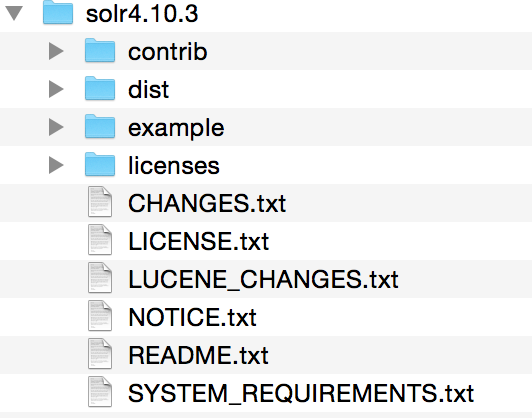 solr4.10.3
contrib
dist
example
licenses
CHANGES.txt
LICENSE.txt
LUCENE_CHANGES.txt
NOTICE.txt
README.txt
SYSTEM_REQUIREMENTS.txt